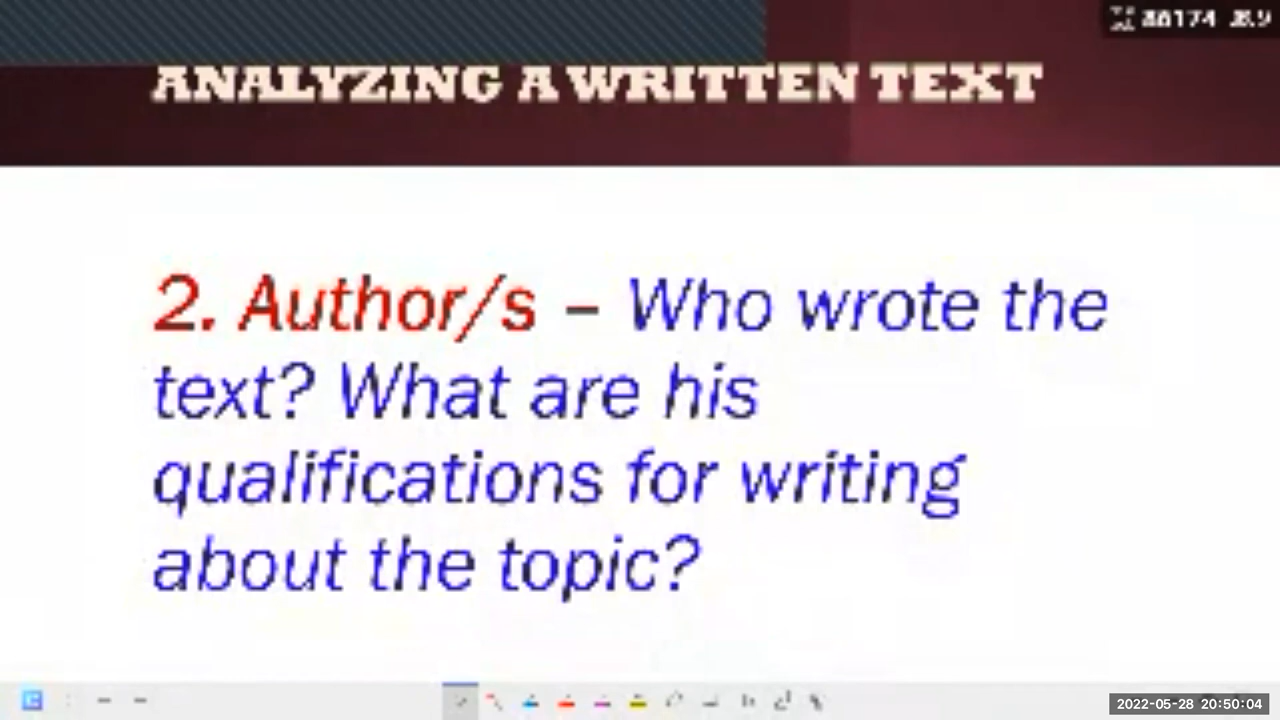 ANALYZING A WRITTEN TEXT
2. Author/s – Who wrote the
text? What are his
qualifications for writing
about the topic?
2022-05-28 20:50:04